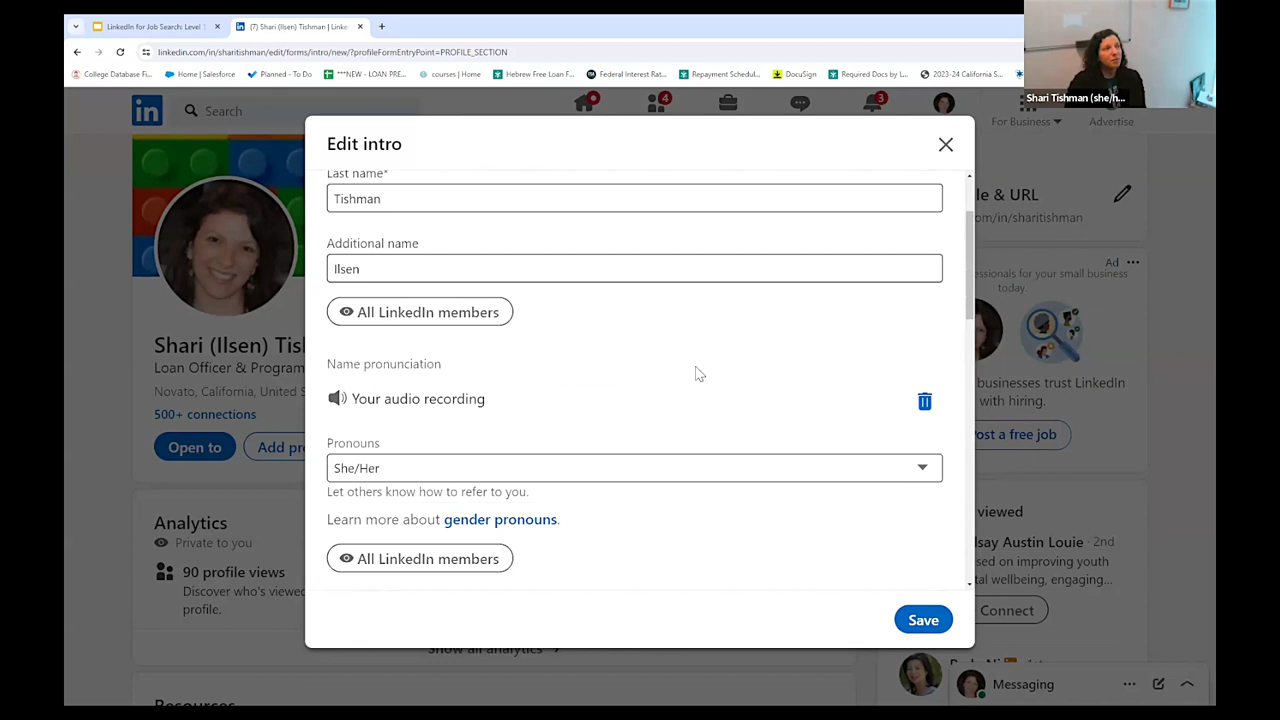 LinkedIn for Job Search: Level
(7) Shari (Ilsen) Tishman | Linke
linkedin.com/in/sharitishman/edit/forms/intro/new/?profileFormEntryPoint=PROFILE_SECTION
College Database Fi...
Home | Salesforce
Planned - To Do
***NEW - LOAN PRE...
courses | Home
Hebrew Free Loan F...
Federal Interest Rat...
Repayment Schedul...
DocuSign
Required Docs by L...
2023-24 California S...
Shari Tishman (she/h...
in
Search
4
3
For Business
Advertise
Edit intro
Last name*
Tishman
Additional name
Ilsen
All LinkedIn members
Name pronunciation
Your audio recording
Pronouns
She/Her
Let others know how to refer to you.
Learn more about gender pronouns.
All LinkedIn members
Save
Shari (Ilsen) Tis
Loan Officer & Program
Novato, California, United S
500+ connections
Open to
Add pr
Analytics
Private to you
90 profile views
Discover who's viewed
profile.
Show all analytics
Resources
le & URL
om/in/sharitishman
Ad
essionals for your small business
today.
businesses trust LinkedIn
with hiring.
ost a free job
viewed
dsay Austin Louie · 2nd
sed on improving youth
tal wellbeing, engaging...
Connect
Messaging